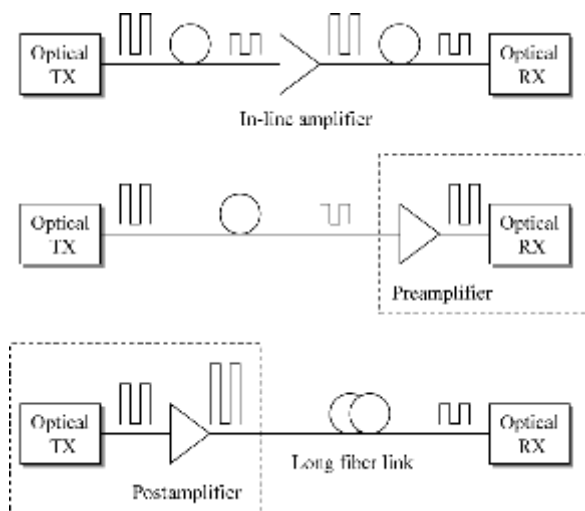 Optical
TX
Optical
RX
In-line amplifier
Optical
TX
Optical
RX
Preamplifier
Optical
TX
Optical
RX
Long fiber link
Postamplifier